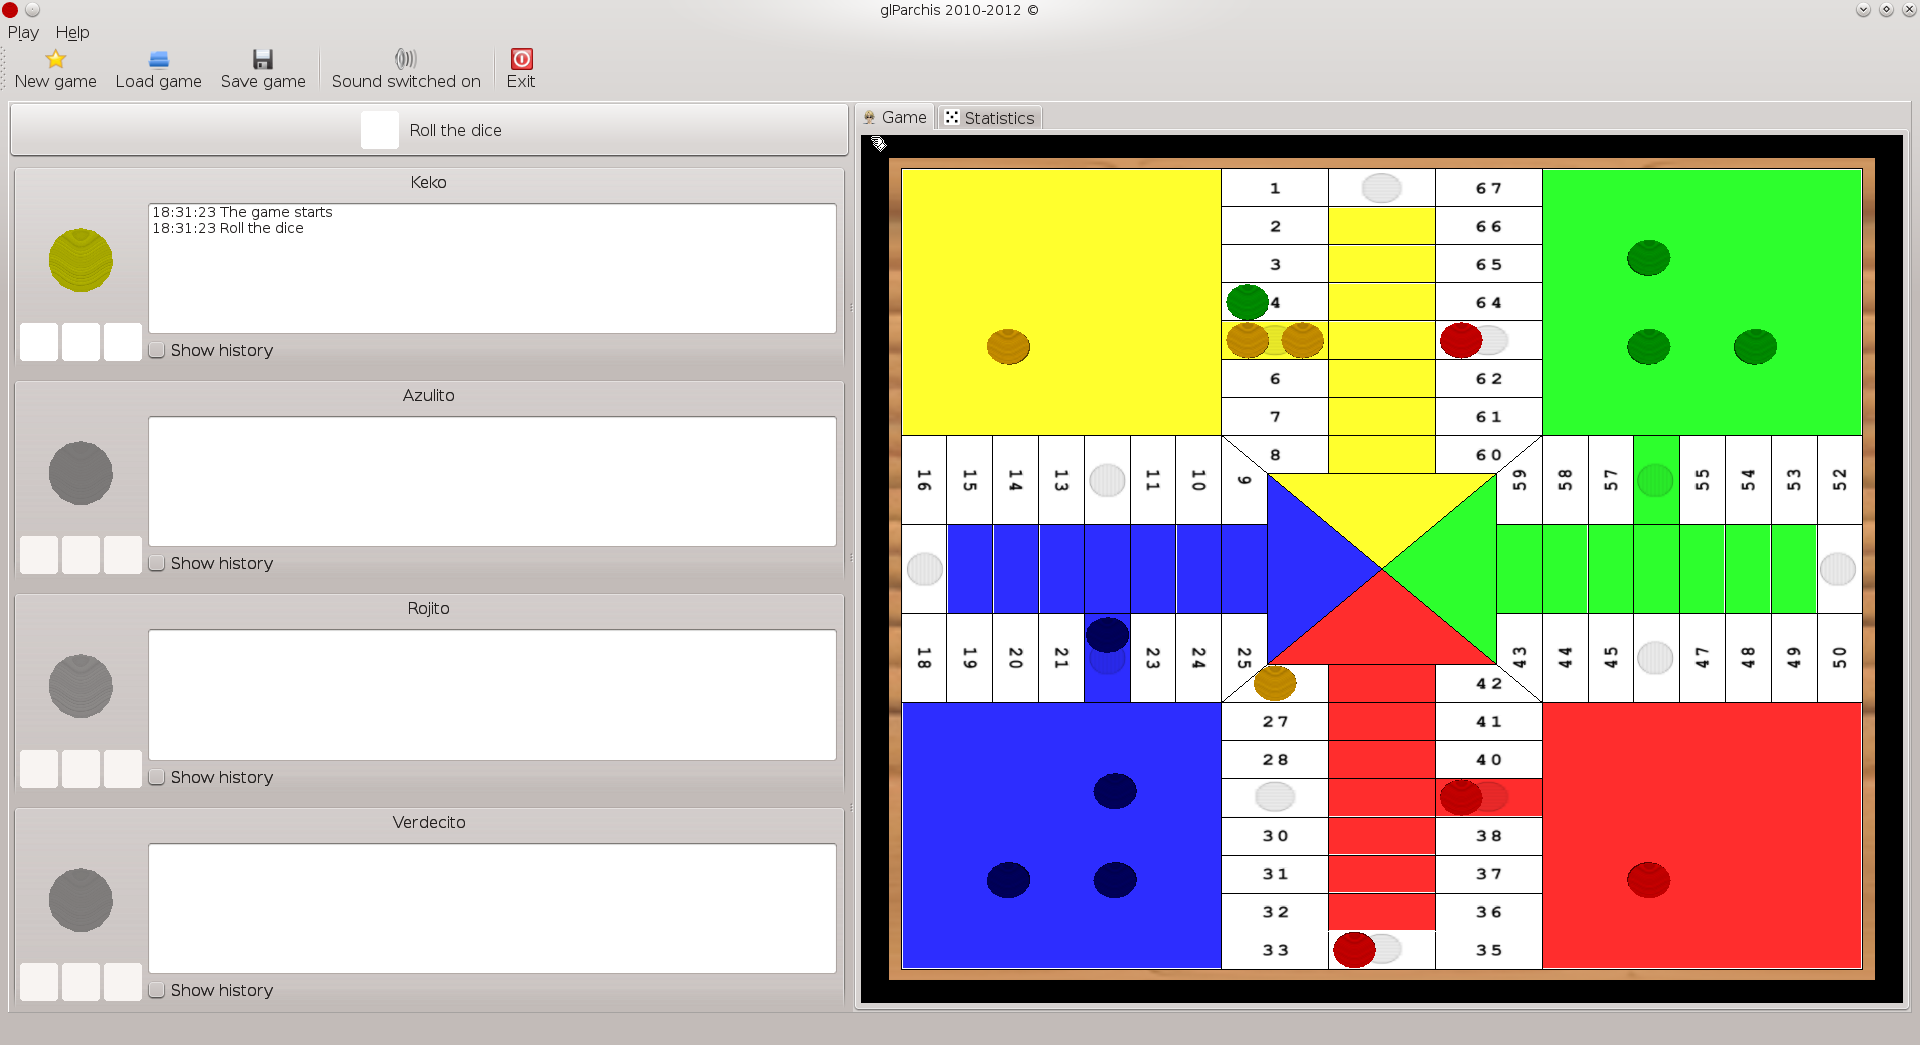 glParchis 2010-2012 ©
Play Help
New game Load game Save game Sound switched on Exit
Roll the dice
Keko
18:31:23 The game starts
18:31:23 Roll the dice
Show history
Azulito
Show history
Rojito
Show history
Verdecito
Show history
Game Statistics
1 67
2 66
3 65
4 64
6 62
7 61
8 60
16 15 14 13 11 10 9 59 58 57 55 54 53 52
18 19 20 21 23 24 25 43 44 45 47 48 49 50
42
27 41
28 40
30 38
31 37
32 36
33 35